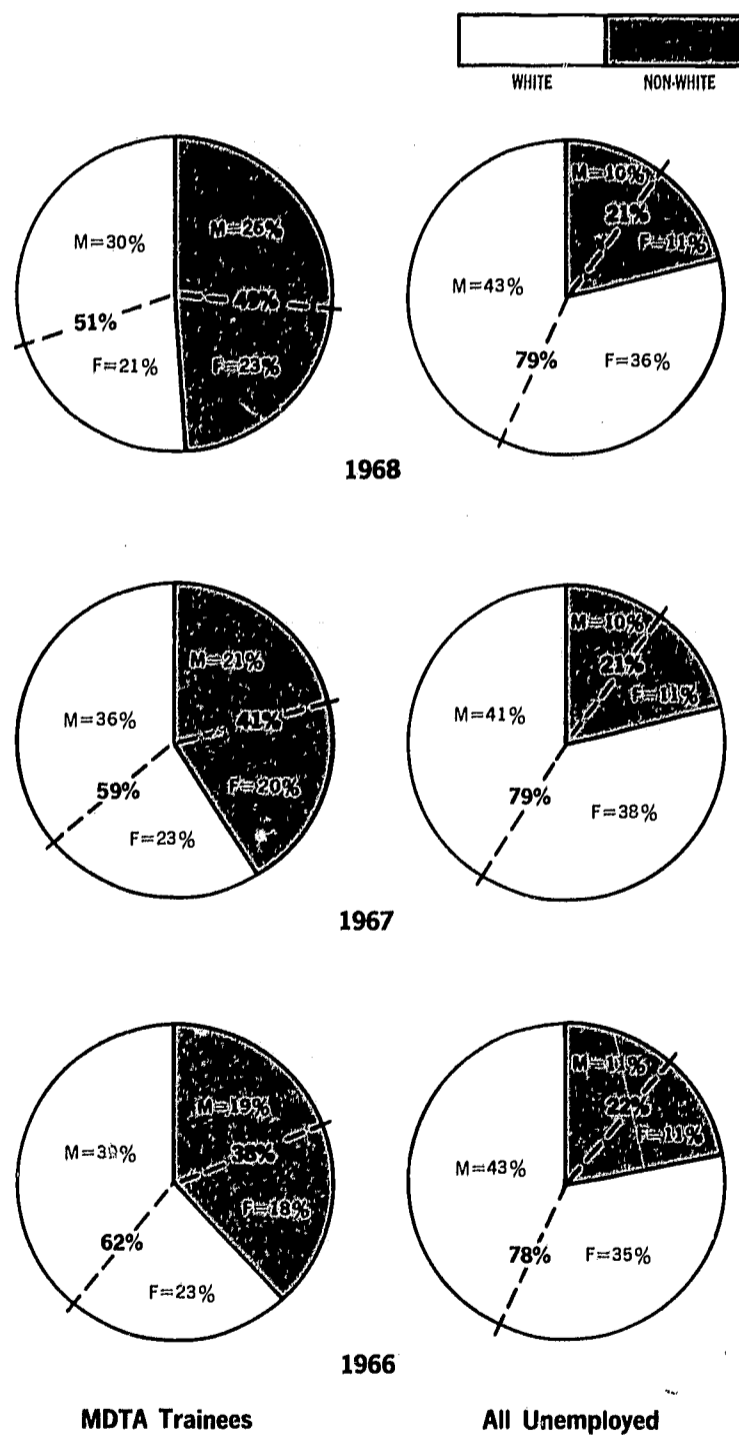 WHITE
NON-WHITE
M=30%
M=26%
49%
51%
F=21%
F=23%
M=10%
21%
F=11%
M=43%
79%
F=36%
1968
M=21%
M=36%
41%
59%
F=20%
F=23%
M=10%
21%
F=11%
M=41%
79%
F=38%
1967
M=19%
M=39%
38%
F=18%
62%
F=23%
M=11%
22%
F=11%
M=43%
78%
F=35%
1966
MDTA Trainees
All Unemployed